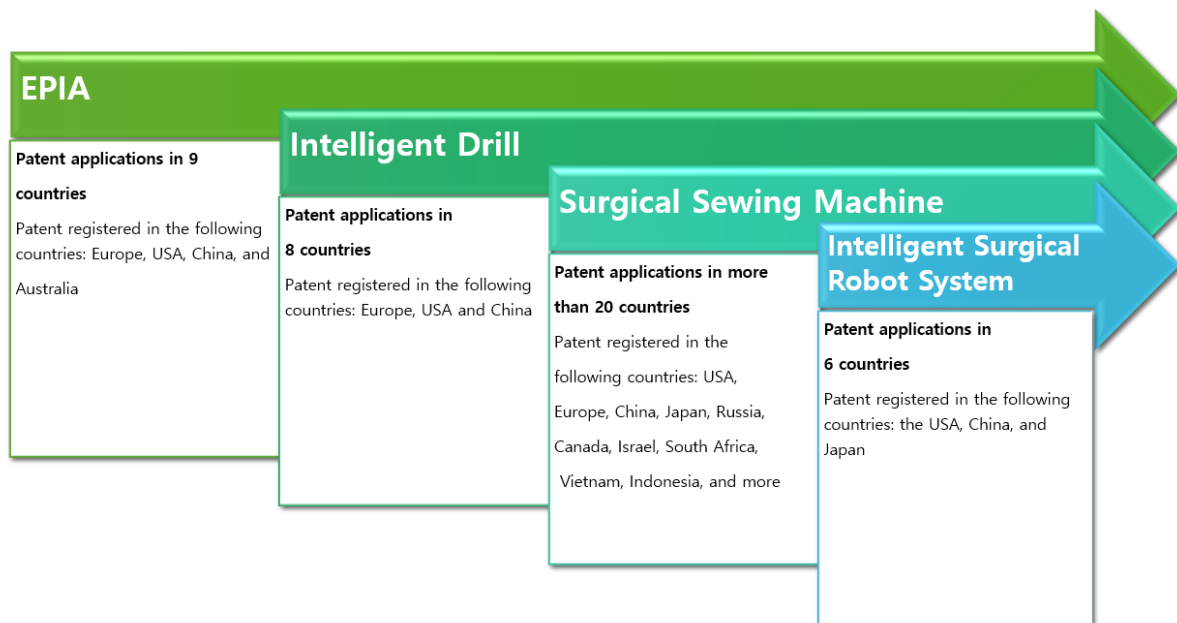 EPIA
Patent applications in 9
countries
Patent registered in the following
countries: Europe, USA, China, and
Australia
Intelligent Drill
Patent applications in
8 countries
Patent registered in the following
countries: Europe, USA and China
Surgical Sewing Machine
Patent applications in more
than 20 countries
Patent registered in the
following countries: USA,
Europe, China, Japan, Russia,
Canada, Israel, South Africa,
Vietnam, Indonesia, and more
Intelligent Surgical
Robot System
Patent applications in
6 countries
Patent registered in the following
countries: the USA, China, and
Japan